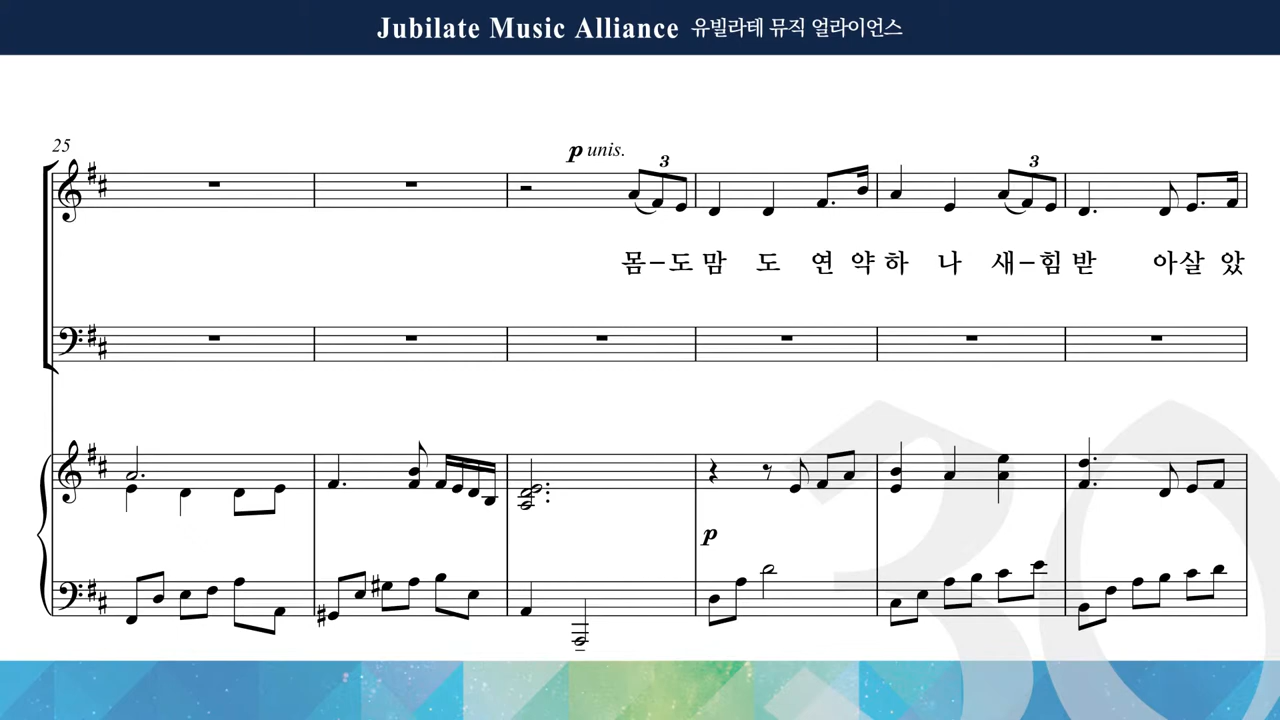 Jubilate Music Alliance 유빌라테 뮤직 얼라이언스
25
p unis.
3
3
몸-도 맘 도 연 약 하 나 새-힘 받 아 살 았
p
30